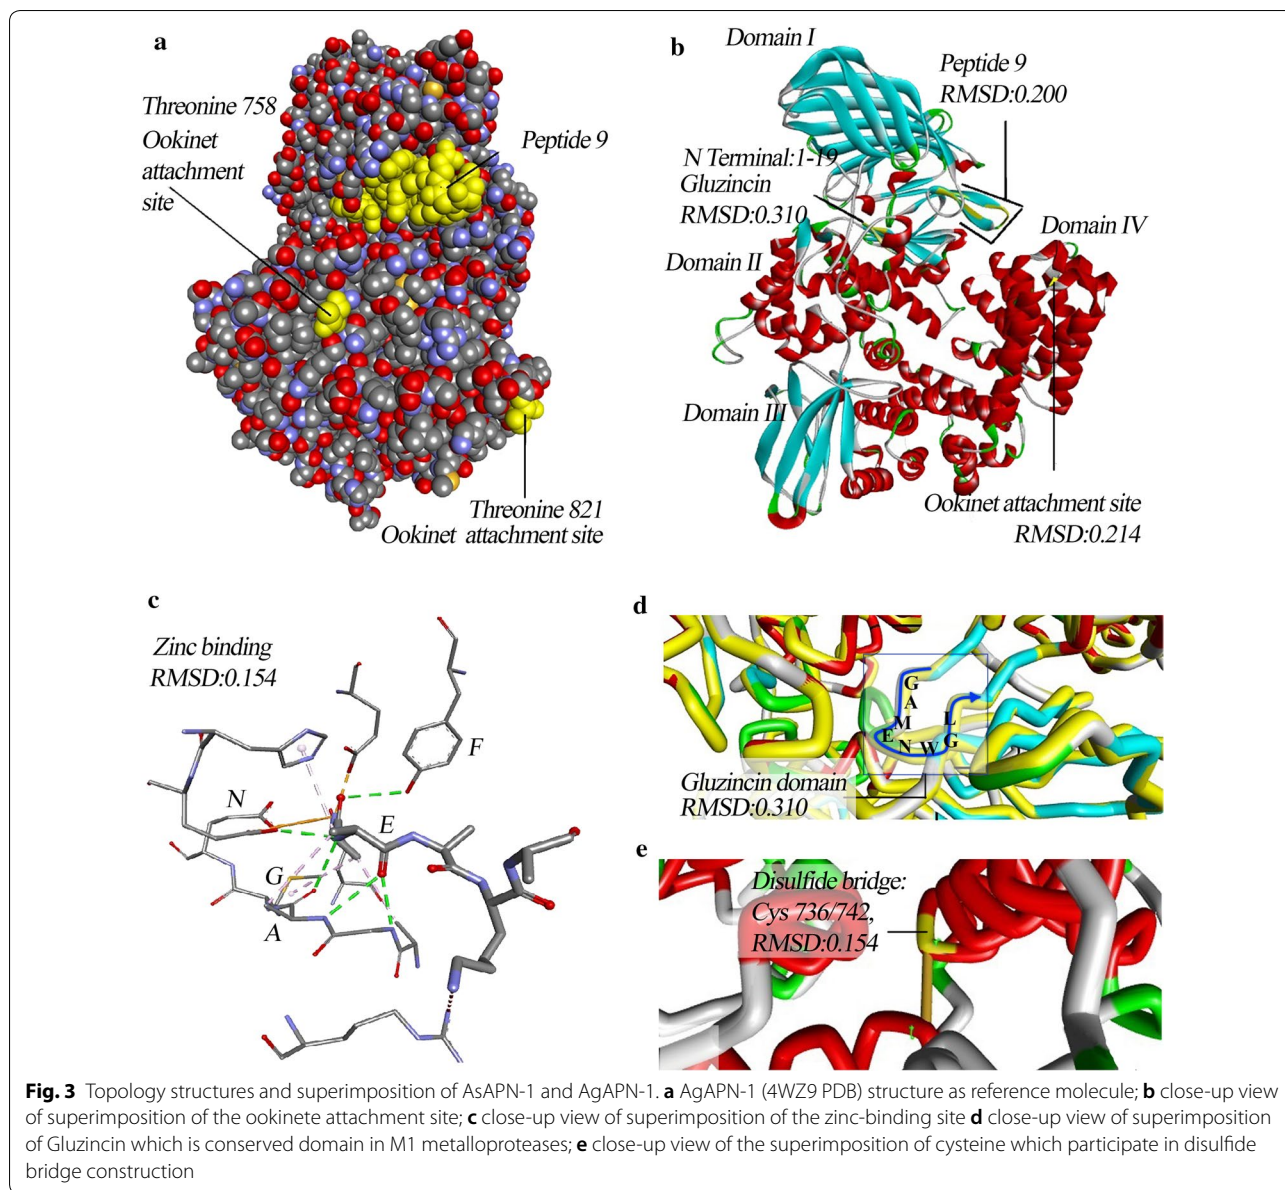 a
Threonine 758
Ookinet
attachment
site
Peptide 9
Threonine 821
Ookinet attachment site
b
Domain I
Peptide 9
RMSD:0.200
N Terminal:1-19
Gluzincin
RMSD:0.310
Domain IV
Domain II
Domain III
Ookinet attachment site
RMSD:0.214
c
Zinc binding
RMSD:0.154
F
N
E
G
A
d
G
A
M
E
N
W
G
L
Gluzincin domain
RMSD:0.310
e
Disulfide bridge:
Cys 736/742,
RMSD:0.154
Fig. 3 Topology structures and superimposition of AsAPN-1 and AgAPN-1. a AgAPN-1 (4WZ9 PDB) structure as reference molecule; b close-up view
of superimposition of the ookinete attachment site; c close-up view of superimposition of the zinc-binding site d close-up view of superimposition
of Gluzincin which is conserved domain in M1 metalloproteases; e close-up view of the superimposition of cysteine which participate in disulfide
bridge construction